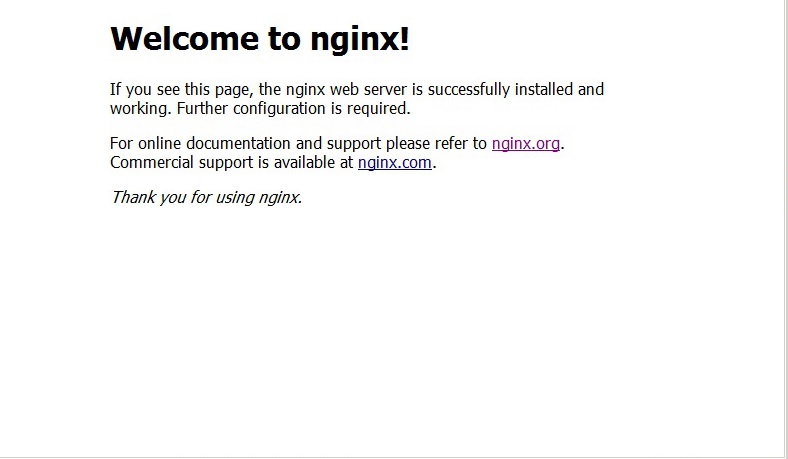 Welcome to nginx!
If you see this page, the nginx web server is successfully installed and
working. Further configuration is required.
For online documentation and support please refer to nginx.org.
Commercial support is available at nginx.com.
Thank you for using nginx.